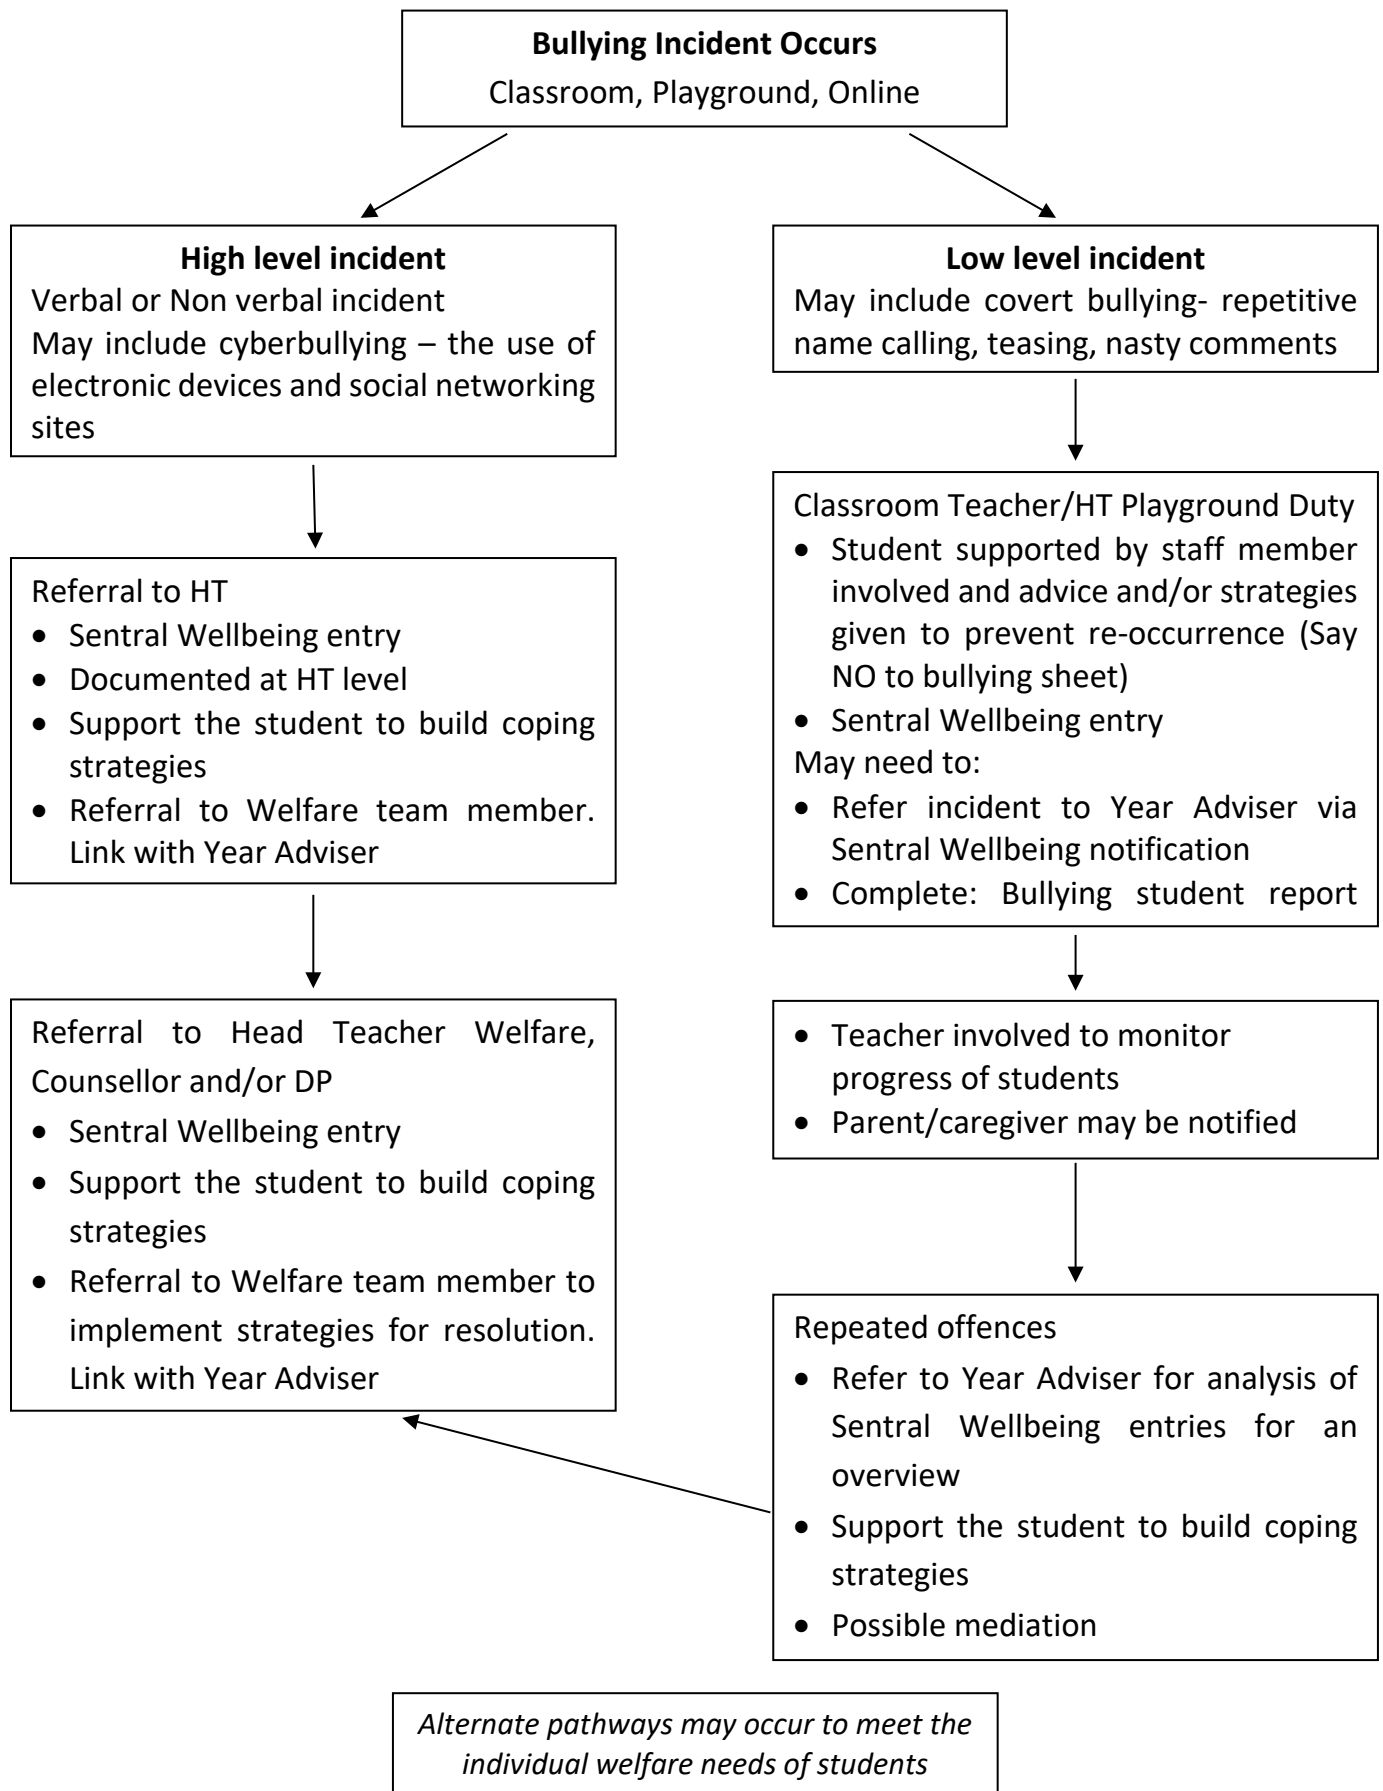 Bullying Incident Occurs
Classroom, Playground, Online
High level incident
Verbal or Non verbal incident
May include cyberbullying – the use of
electronic devices and social networking
sites
Referral to HT
• Sentral Wellbeing entry
• Documented at HT level
• Support the student to build coping
strategies
• Referral to Welfare team member.
Link with Year Adviser
Referral to Head Teacher Welfare,
Counsellor and/or DP
• Sentral Wellbeing entry
• Support the student to build coping
strategies
• Referral to Welfare team member to
implement strategies for resolution.
Link with Year Adviser
Low level incident
May include covert bullying- repetitive
name calling, teasing, nasty comments
Classroom Teacher/HT Playground Duty
• Student supported by staff member
involved and advice and/or strategies
given to prevent re-occurrence (Say
NO to bullying sheet)
• Sentral Wellbeing entry
May need to:
• Refer incident to Year Adviser via
Sentral Wellbeing notification
• Complete: Bullying student report
• Teacher involved to monitor
progress of students
• Parent/caregiver may be notified
Repeated offences
• Refer to Year Adviser for analysis of
Sentral Wellbeing entries for an
overview
• Support the student to build coping
strategies
• Possible mediation
Alternate pathways may occur to meet the
individual welfare needs of students